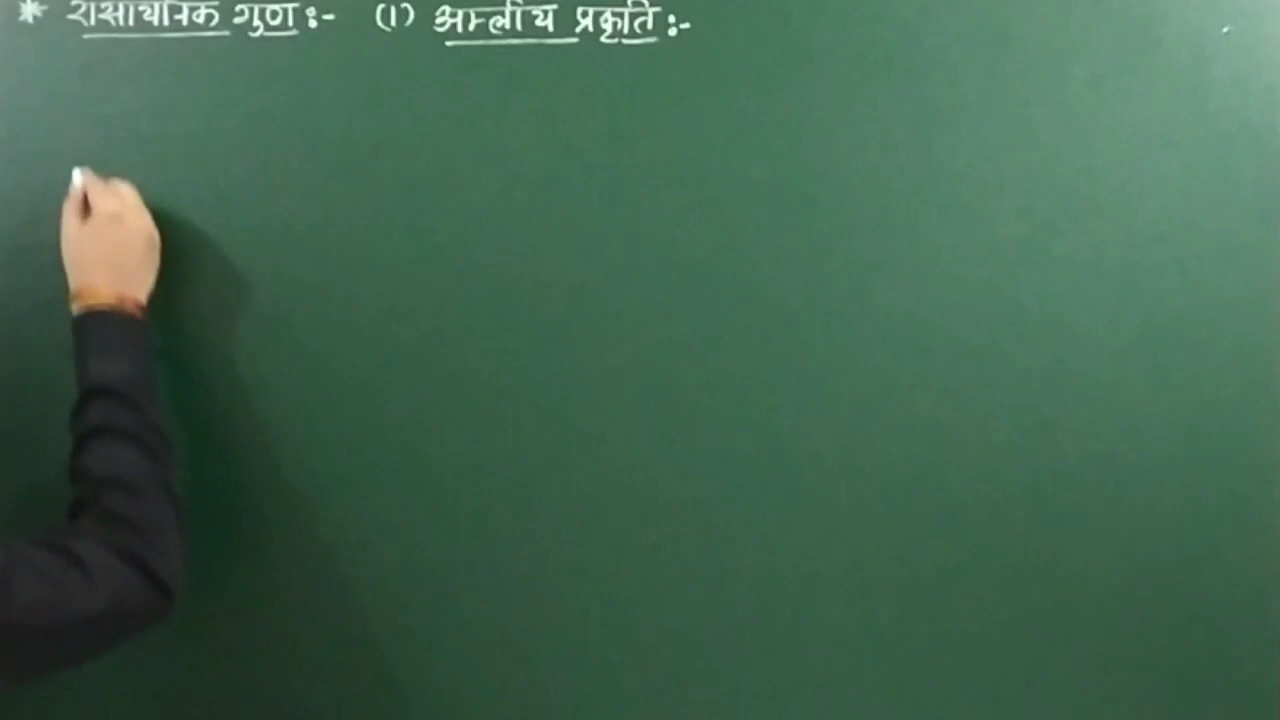 * रासायनिक गुण :- (1) अम्लीय प्रकृति :-